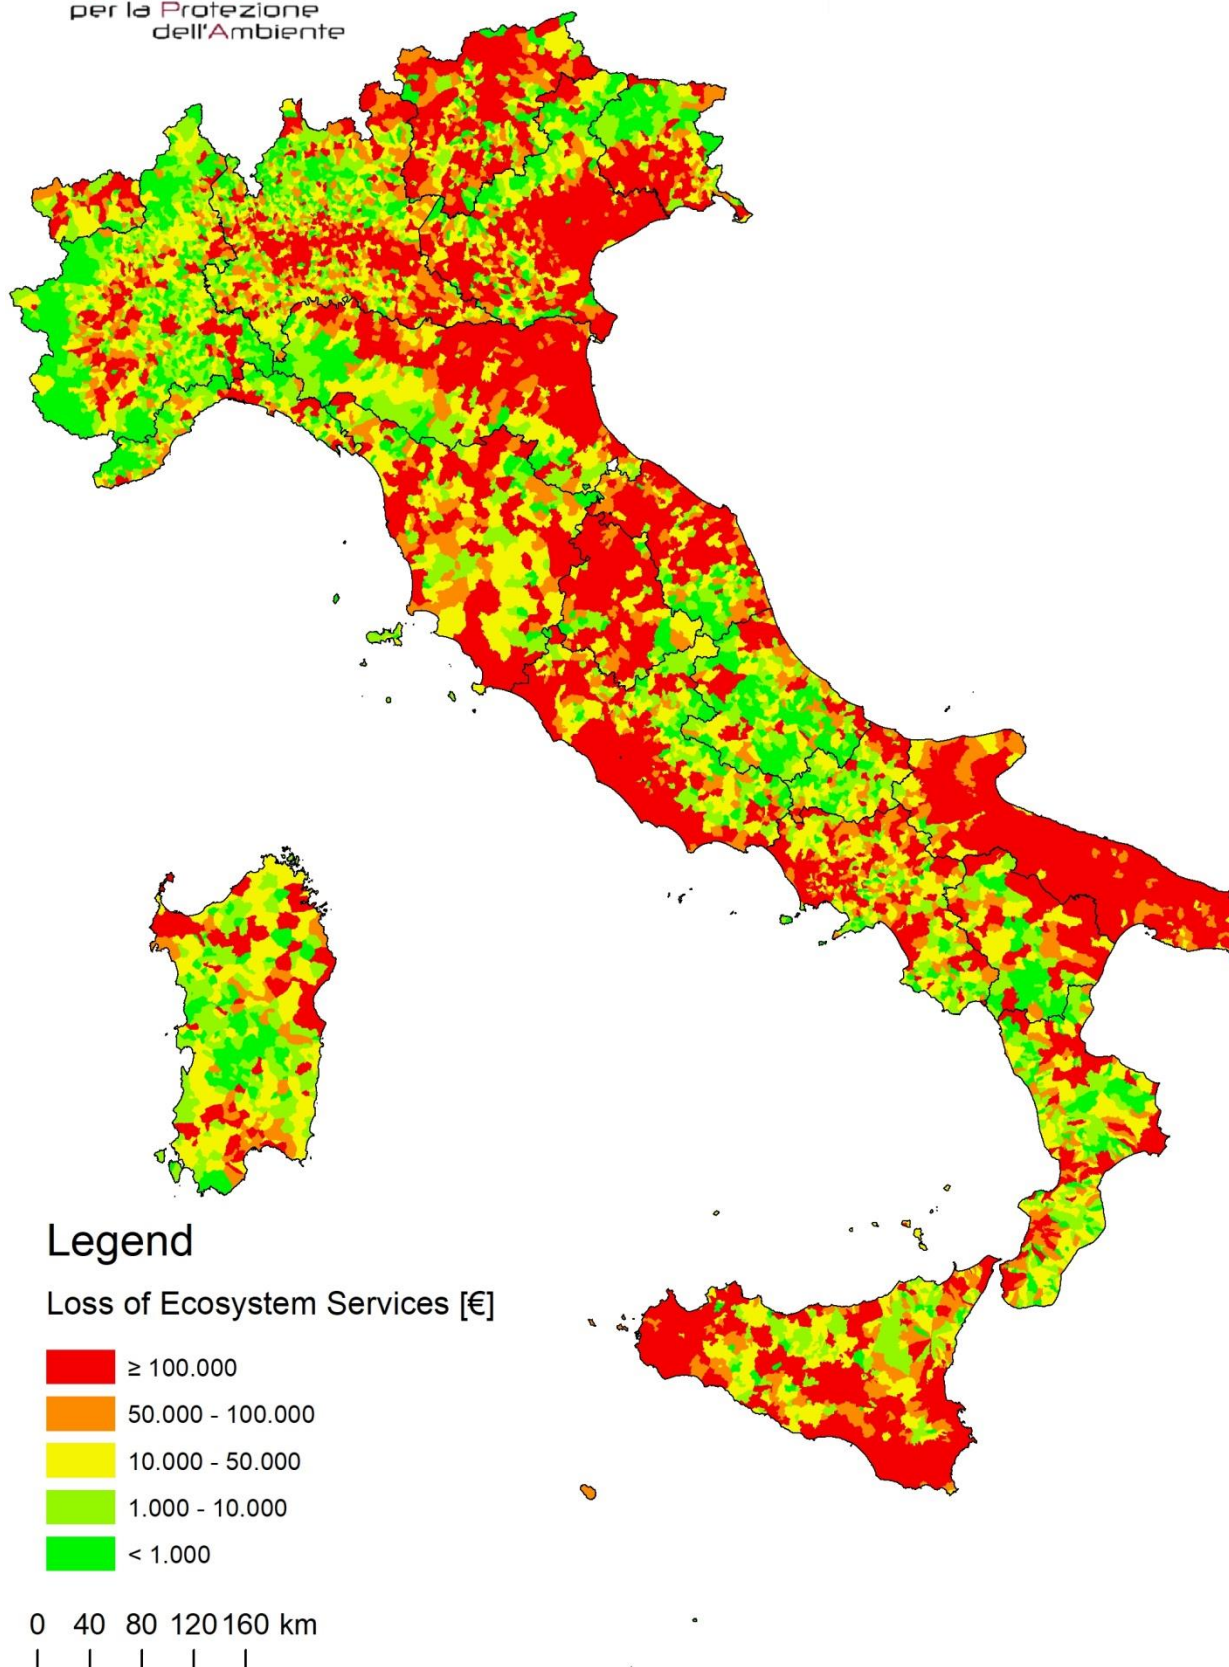 per la Protezione
dell'Ambiente
Legend
Loss of Ecosystem Services [€]
≥ 100.000
50.000 - 100.000
10.000 - 50.000
1.000 - 10.000
< 1.000
0 40 80 120 160 km